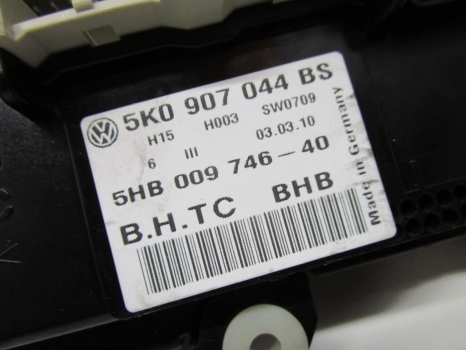 5K0 907 044 BS
H15 H003 SW0709
6 III 03.03.10
5HB 009 746-40
B.H.TC BHB
Made in Germany